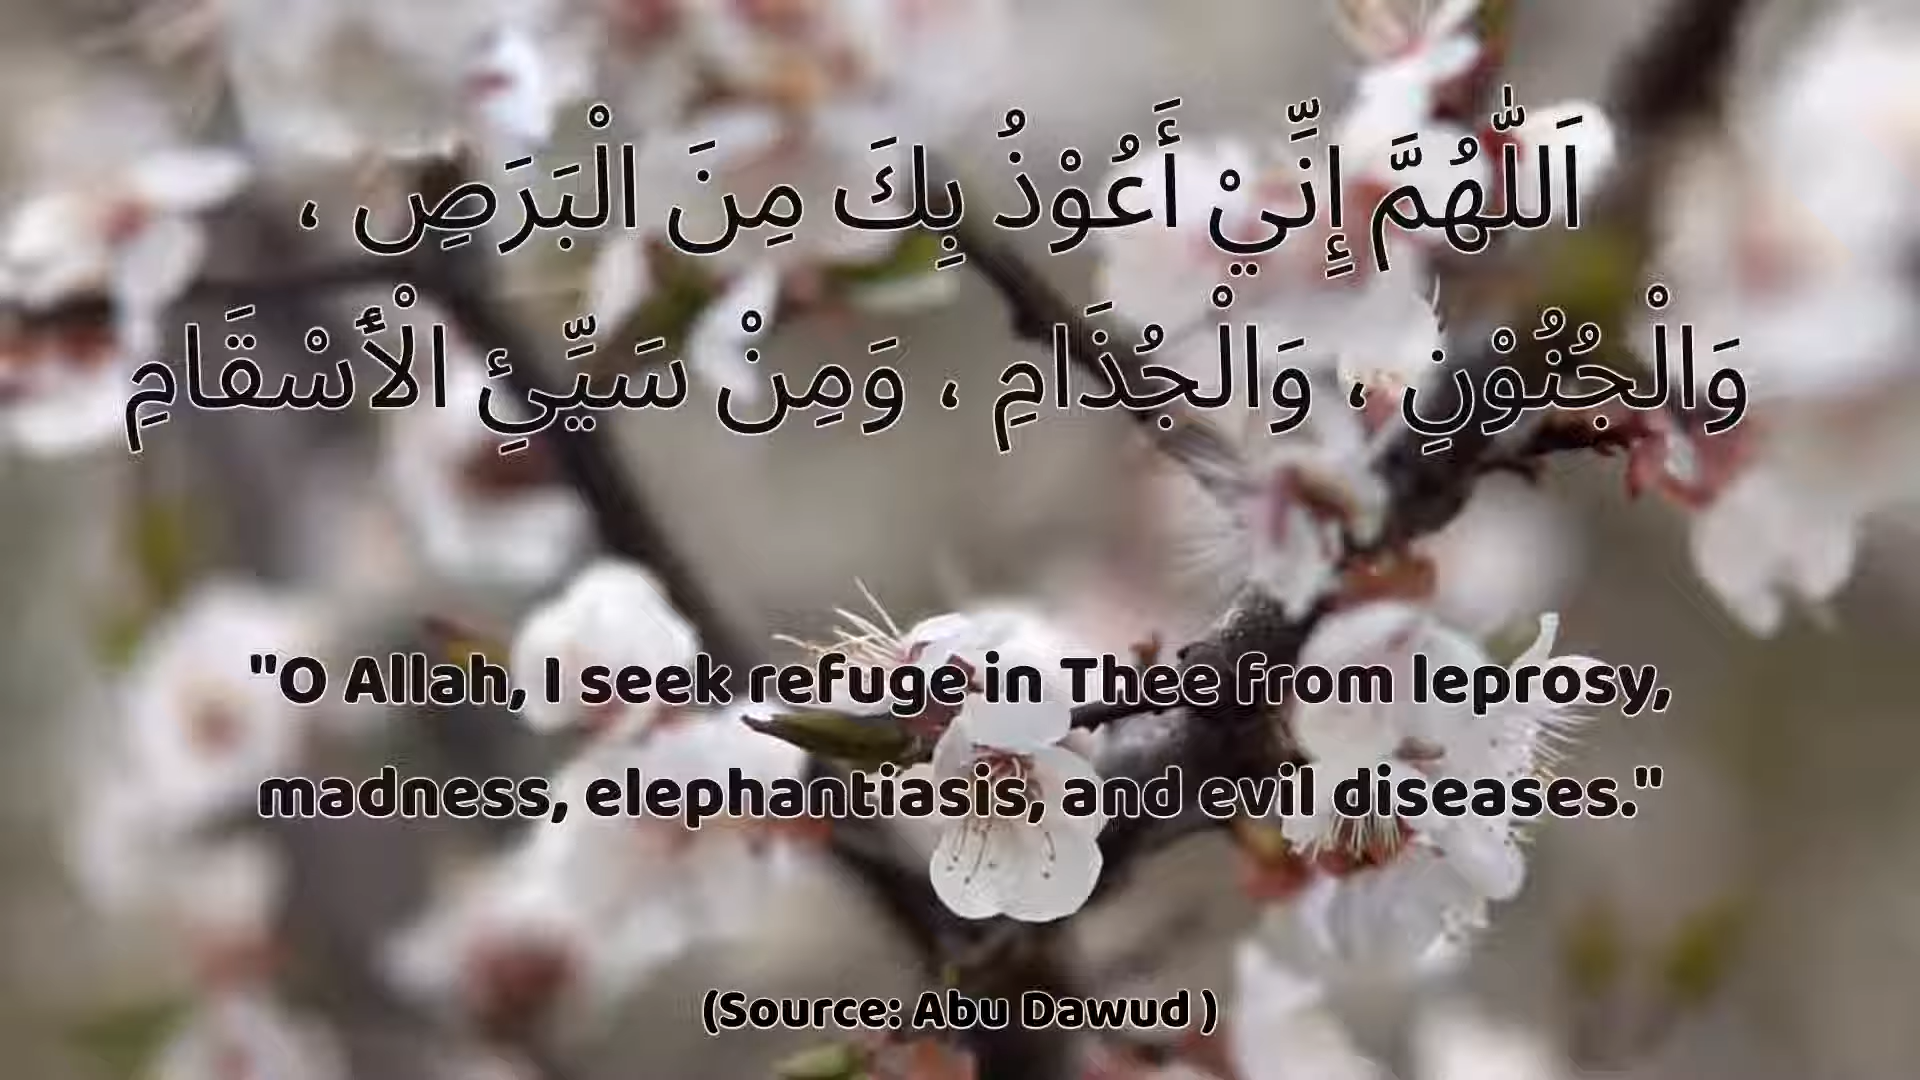 اَللّٰهُمَّ إِنِّيْ أَعُوْذُ بِكَ مِنَ الْبَرَصِ ،
وَالْجُنُوْنِ ، وَالْجُذَامِ ، وَمِنْ سَيِّئِ الْأَسْقَامِ
"O Allah, I seek refuge in Thee from leprosy,
madness, elephantiasis, and evil diseases."
(Source: Abu Dawud )